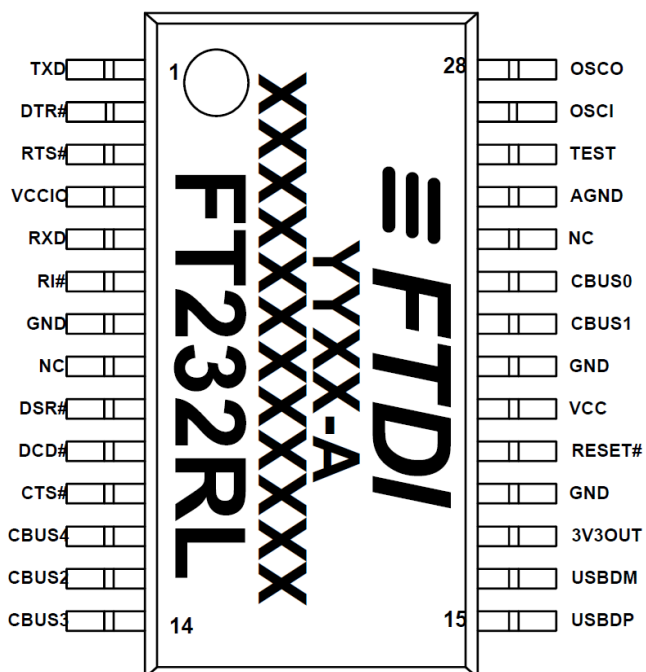 TXD 1 28 OSCO
DTR# OSCI
RTS# TEST
VCCIO AGND
RXD NC
RI# CBUS0
GND CBUS1
NC GND
DSR# VCC
DCD# RESET#
CTS# GND
CBUS4 3V3OUT
CBUS2 USBDM
CBUS3 14 15 USBDP
FT232RL
XXXXXXXXXXXX
YYXX-A
FTDI